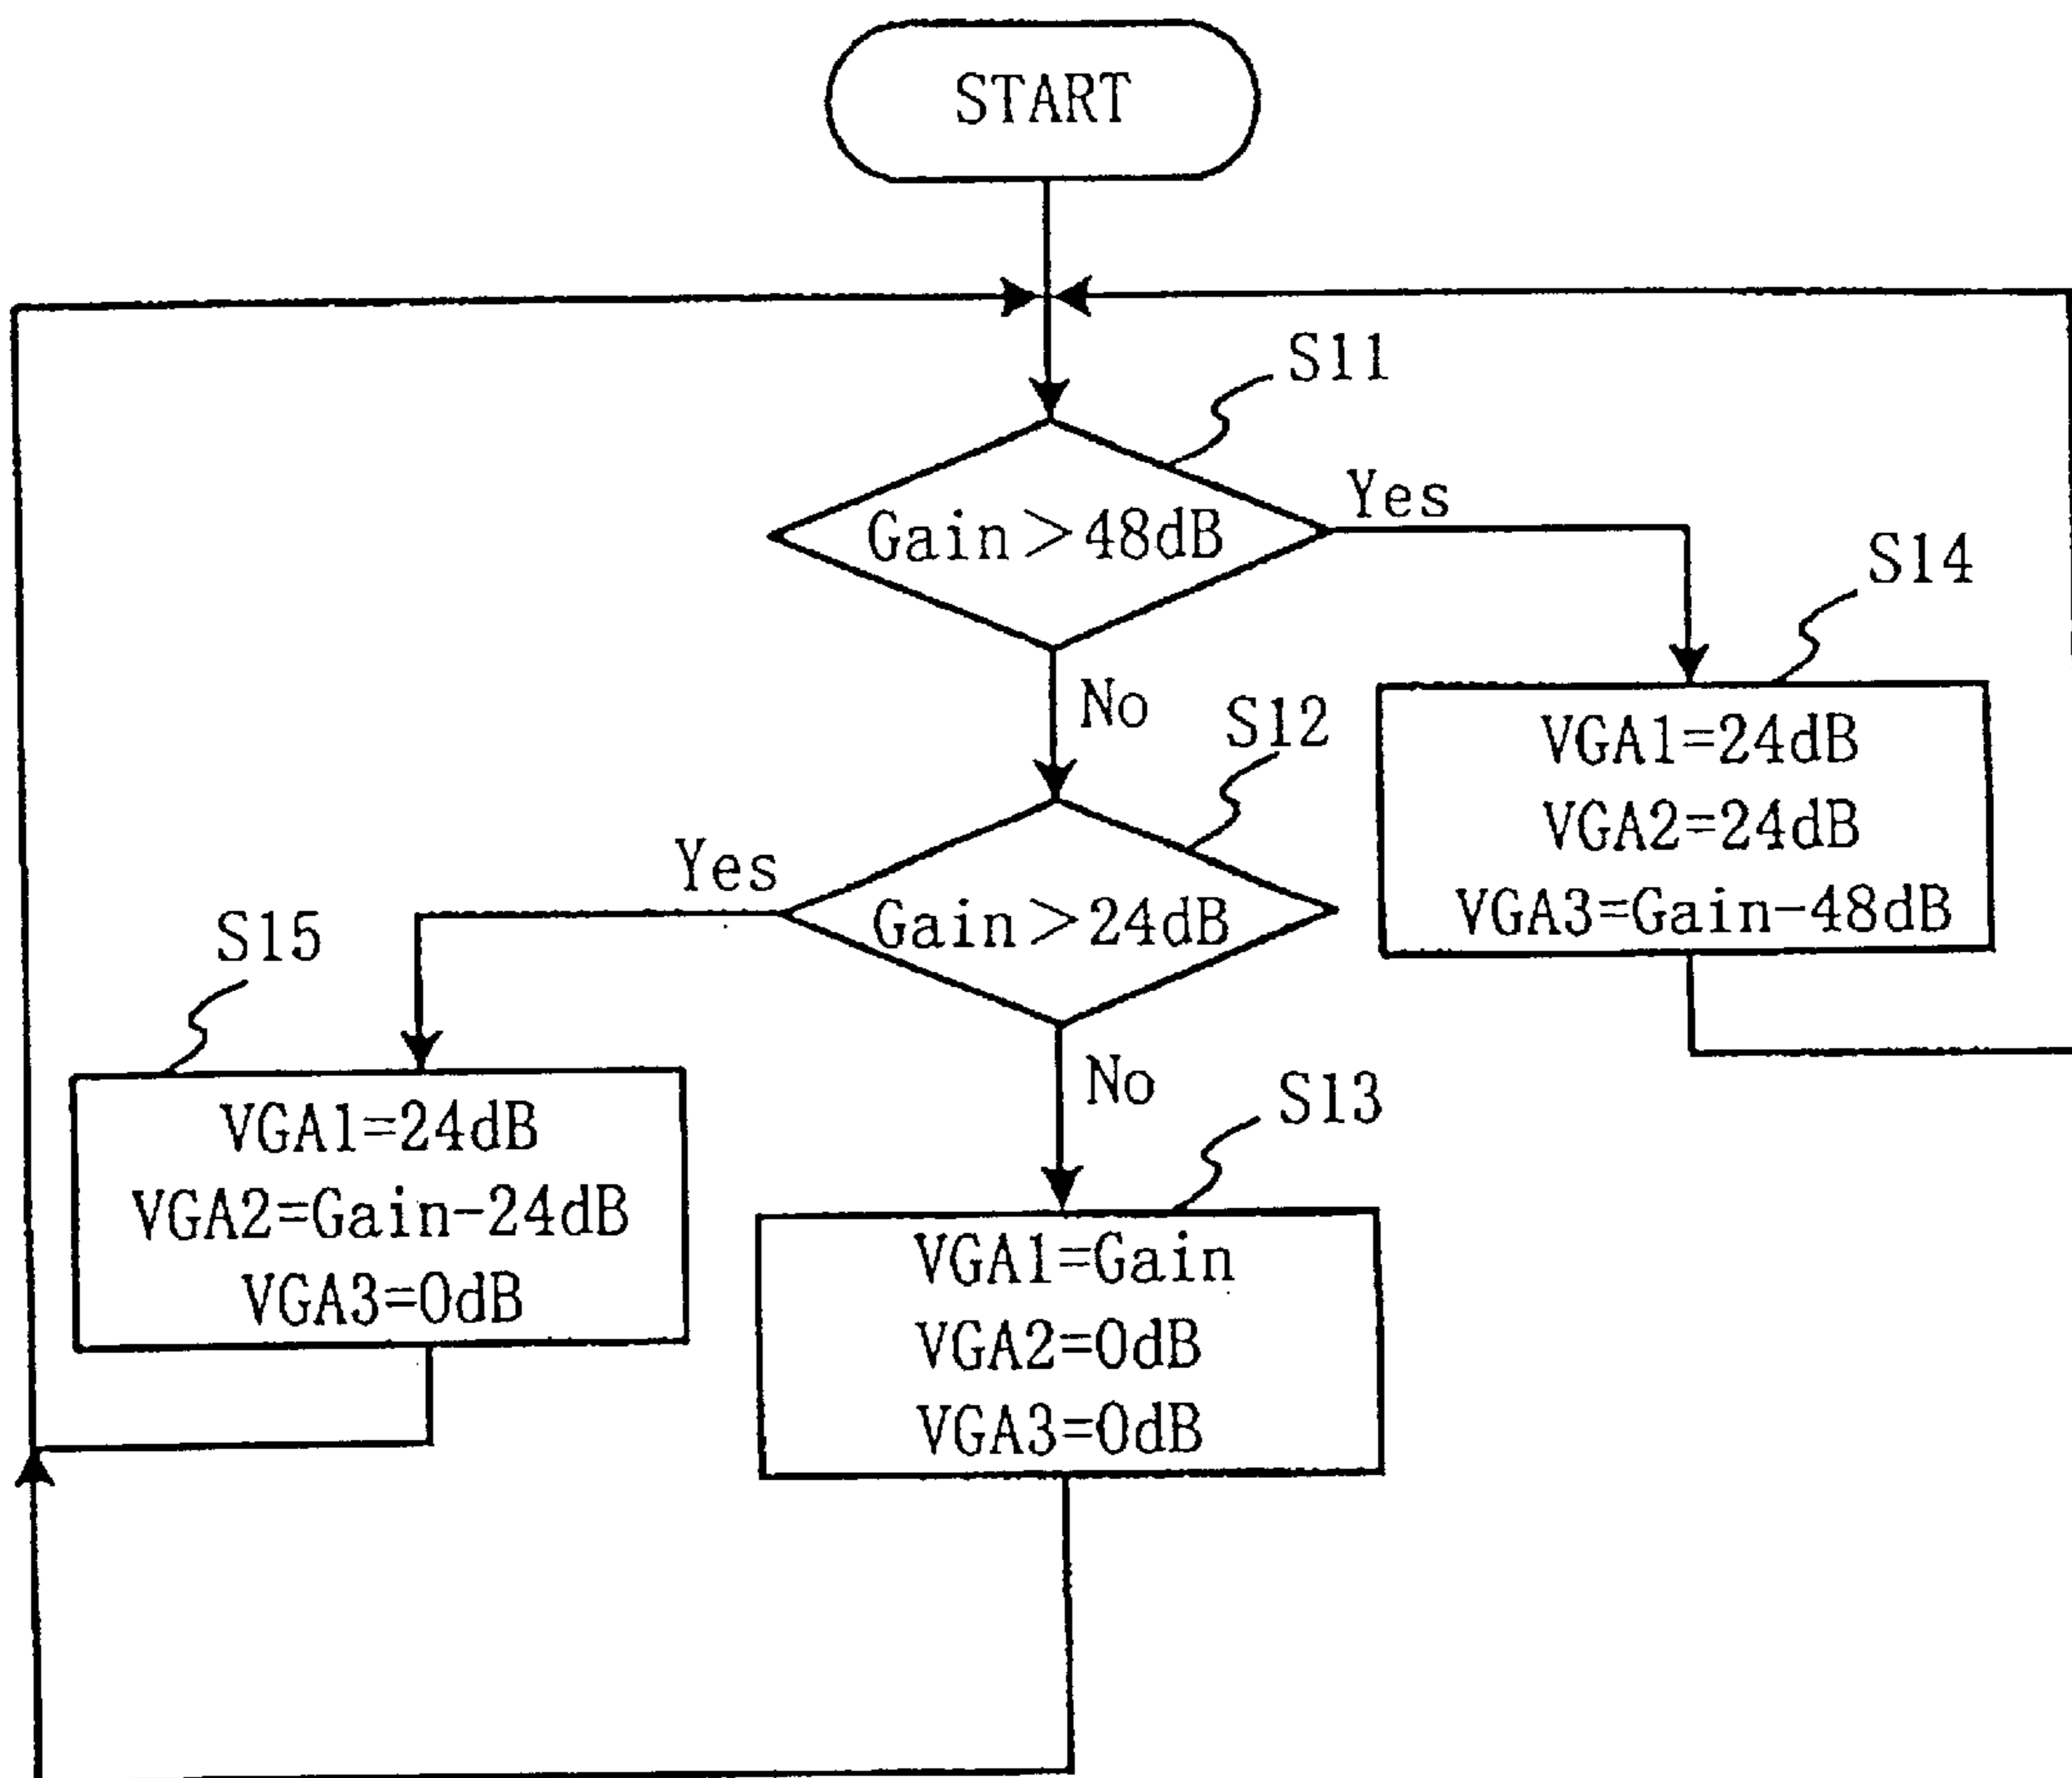 START
S11
Gain>48dB
Yes
S14
No
VGA1=24dB
VGA2=24dB
VGA3=Gain-48dB
S12
Gain>24dB
Yes
S15
No
VGA1=24dB
VGA2=Gain-24dB
VGA3=0dB
S13
VGA1=Gain
VGA2=0dB
VGA3=0dB